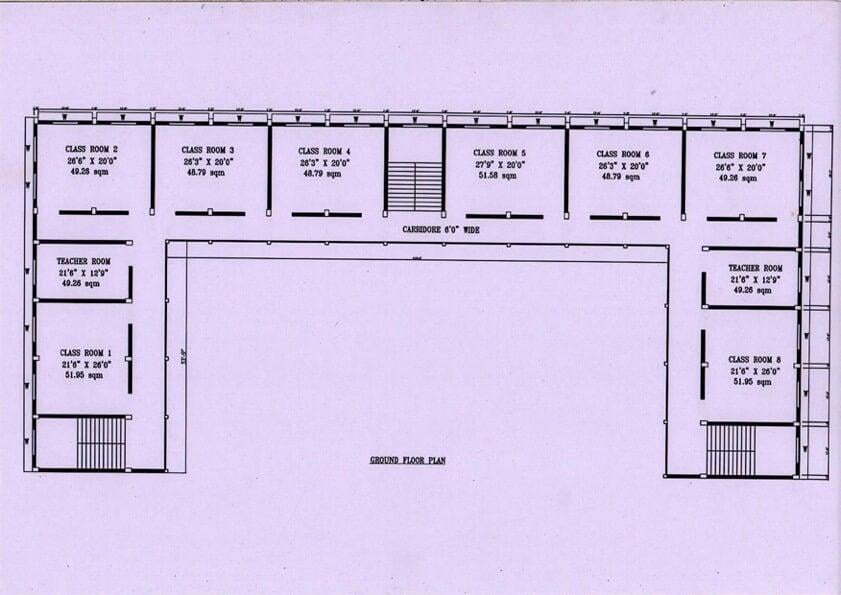 CLASS ROOM 2
26'6" X 20'0"
49.26 sqm
CLASS ROOM 3
26'3" X 20'0"
48.79 sqm
CLASS ROOM 4
26'3" X 20'0"
48.79 sqm
CLASS ROOM 5
27'9" X 20'0"
51.58 sqm
CLASS ROOM 6
26'3" X 20'0"
48.79 sqm
CLASS ROOM 7
26'6" X 20'0"
49.26 sqm
CARRIDORE 6'0" WIDE
TEACHER ROOM
21'6" X 12'9"
49.26 sqm
TEACHER ROOM
21'6" X 12'9"
49.26 sqm
CLASS ROOM 1
21'6" X 26'0"
51.95 sqm
53'-9"
CLASS ROOM 8
21'6" X 26'0"
51.95 sqm
GROUND FLOOR PLAN